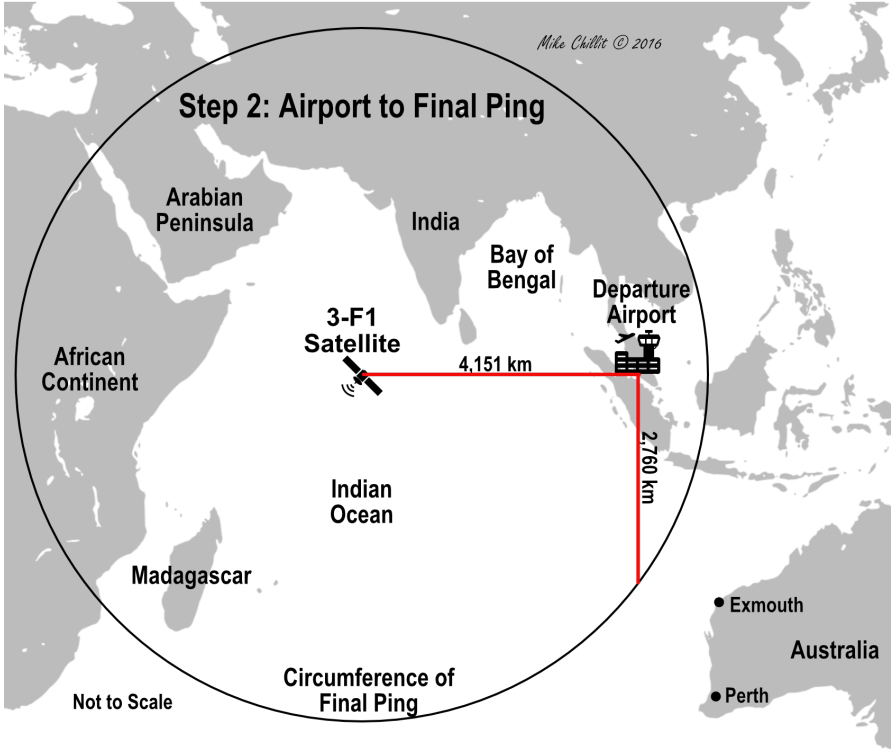 Mike Chillit © 2016
Step 2: Airport to Final Ping
Arabian
Peninsula
India
Bay of
Bengal
Departure
Airport
3-F1
Satellite
4,151 km
African
Continent
2,760 km
Indian
Ocean
Madagascar
Exmouth
Australia
Circumference of
Final Ping
Not to Scale
Perth